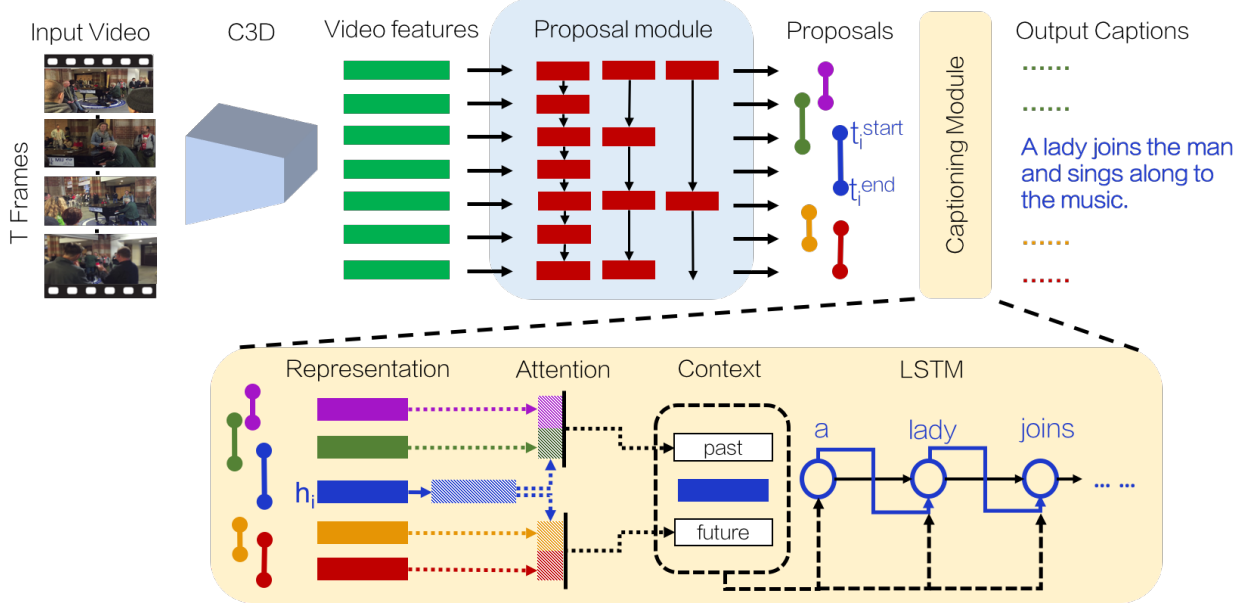 Input Video
C3D
Video features
Proposal module
Proposals
Output Captions
T Frames
t_i^start
t_i^end
Captioning Module
......
......
A lady joins the man
and sings along to
the music.
......
......
Representation
Attention
Context
LSTM
h_i
past
future
a
lady
joins
... ...